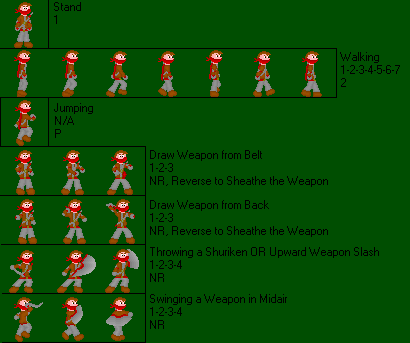 Stand
1
Walking
1-2-3-4-5-6-7
2
Jumping
N/A
P
Draw Weapon from Belt
1-2-3
NR, Reverse to Sheathe the Weapon
Draw Weapon from Back
1-2-3
NR, Reverse to Sheathe the Weapon
Throwing a Shuriken OR Upward Weapon Slash
1-2-3-4
NR
Swinging a Weapon in Midair
1-2-3-4
NR